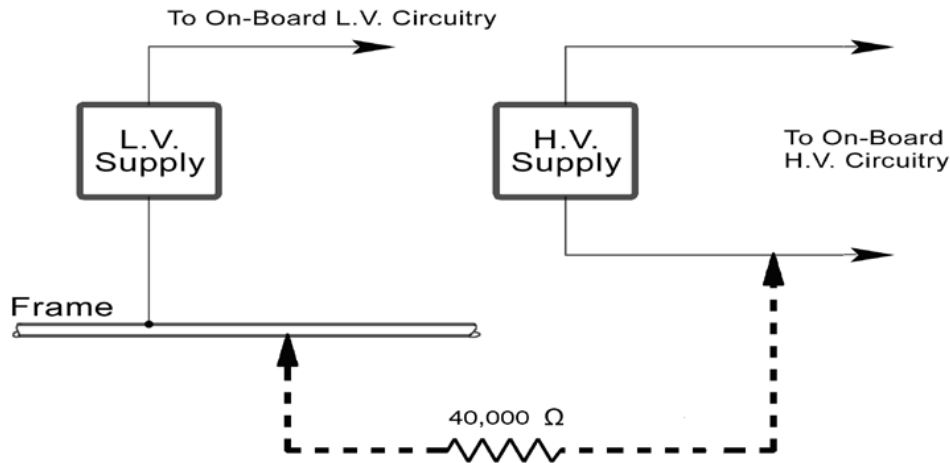 To On-Board L.V. Circuitry
L.V.
Supply
H.V.
Supply
To On-Board
H.V. Circuitry
Frame
40,000 Ω